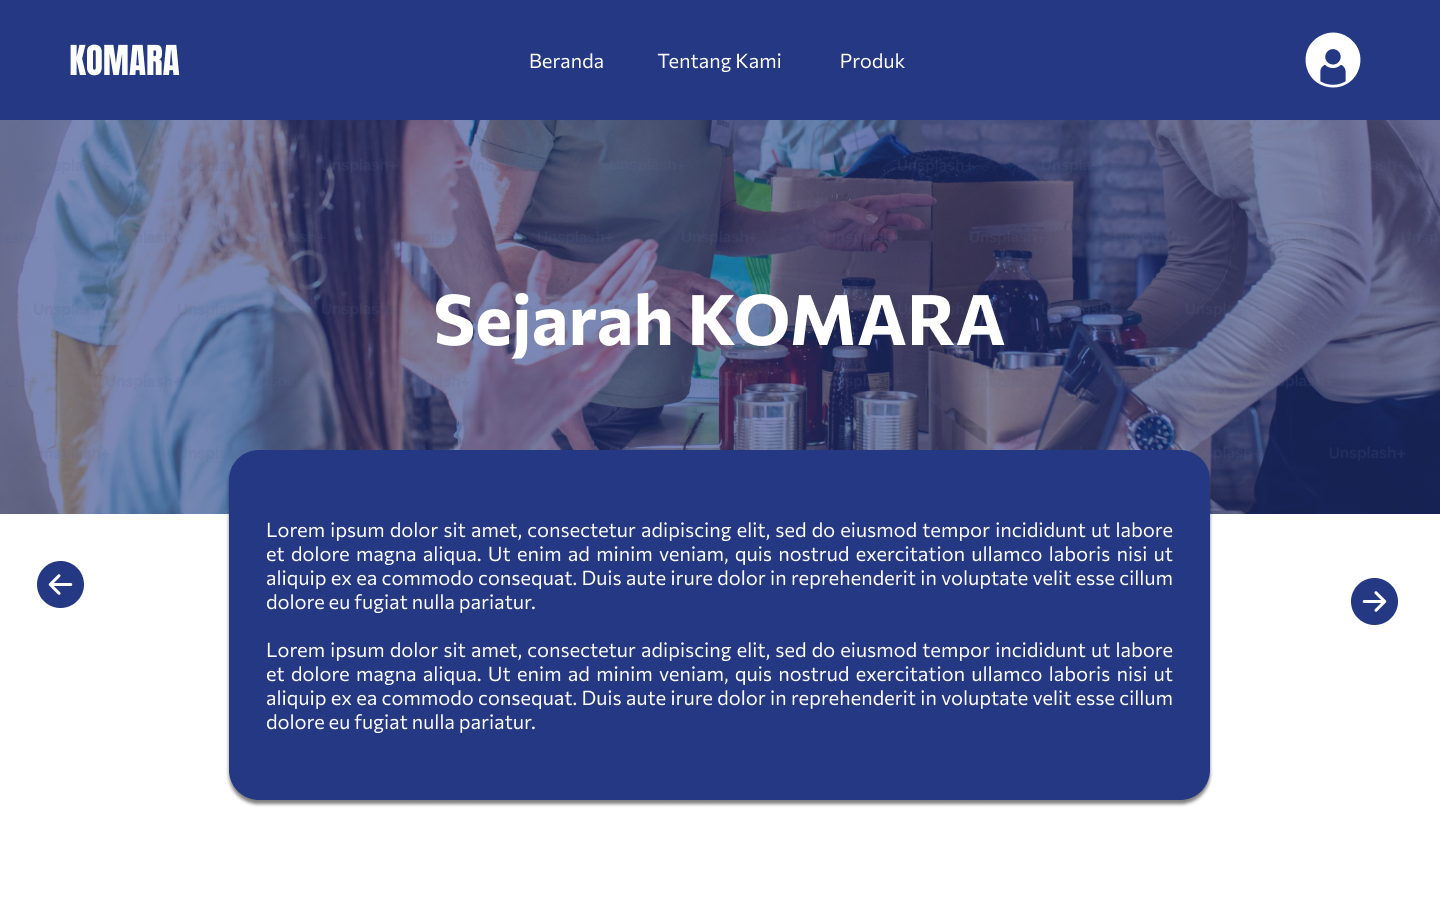 KOMARA
Beranda Tentang Kami Produk
Sejarah KOMARA
Unsplash+
Lorem ipsum dolor sit amet, consectetur adipiscing elit, sed do eiusmod tempor incididunt ut labore
et dolore magna aliqua. Ut enim ad minim veniam, quis nostrud exercitation ullamco laboris nisi ut
aliquip ex ea commodo consequat. Duis aute irure dolor in reprehenderit in voluptate velit esse cillum
dolore eu fugiat nulla pariatur.
Lorem ipsum dolor sit amet, consectetur adipiscing elit, sed do eiusmod tempor incididunt ut labore
et dolore magna aliqua. Ut enim ad minim veniam, quis nostrud exercitation ullamco laboris nisi ut
aliquip ex ea commodo consequat. Duis aute irure dolor in reprehenderit in voluptate velit esse cillum
dolore eu fugiat nulla pariatur.